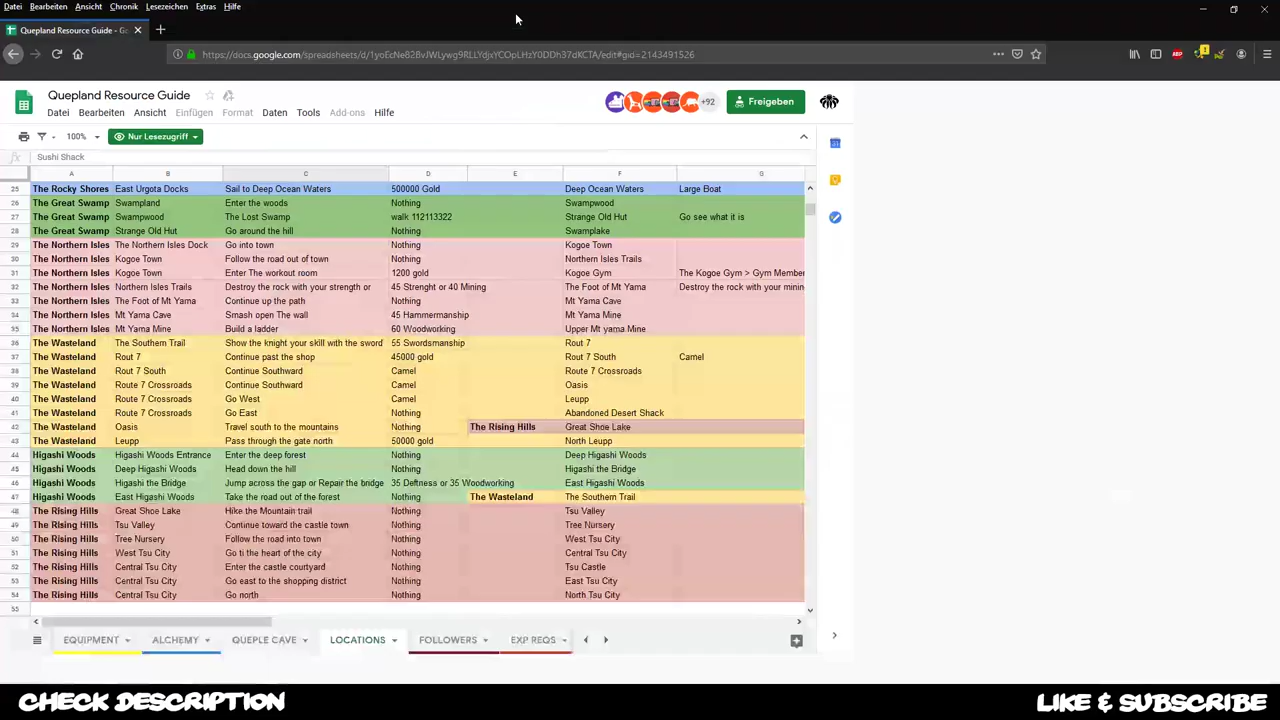 Datei Bearbeiten Ansicht Chronik Lesezeichen Extras Hilfe
Quepland Resource Guide - Go
https://docs.google.com/spreadsheets/d/1yoEcNe82BvJWLywg9RLLYdjxYCOpLHzY0DDh37dKCTA/edit#gid=2143491526
Quepland Resource Guide
+92 Freigeben
Datei Bearbeiten Ansicht Einfügen Format Daten Tools Add-ons Hilfe
100% Nur Lesezugriff
fx Sushi Shack
A B C D E F G
25 The Rocky Shores East Urgota Docks Sail to Deep Ocean Waters 500000 Gold Deep Ocean Waters Large Boat
26 The Great Swamp Swampland Enter the woods Nothing Swampwood
27 The Great Swamp Swampwood The Lost Swamp walk 112113322 Strange Old Hut Go see what it is
28 The Great Swamp Strange Old Hut Go around the hill Nothing Swamplake
29 The Northern Isles The Northern Isles Dock Go into town Nothing Kogoe Town
30 The Northern Isles Kogoe Town Follow the road out of town Nothing Northern Isles Trails
31 The Northern Isles Kogoe Town Enter The workout room 1200 gold Kogoe Gym The Kogoe Gym > Gym Member
32 The Northern Isles Northern Isles Trails Destroy the rock with your strength or 45 Strenght or 40 Mining The Foot of Mt Yama Destroy the rock with your minin
33 The Northern Isles The Foot of Mt Yama Continue up the path Nothing Mt Yama Cave
34 The Northern Isles Mt Yama Cave Smash open The wall 45 Hammermanship Mt Yama Mine
35 The Northern Isles Mt Yama Mine Build a ladder 60 Woodworking Upper Mt yama Mine
36 The Wasteland The Southern Trail Show the knight your skill with the sword 55 Swordsmanship Rout 7
37 The Wasteland Rout 7 Continue past the shop 45000 gold Rout 7 South Camel
38 The Wasteland Rout 7 South Continue Southward Camel Route 7 Crossroads
39 The Wasteland Route 7 Crossroads Continue Southward Camel Oasis
40 The Wasteland Route 7 Crossroads Go West Camel Leupp
41 The Wasteland Route 7 Crossroads Go East Nothing Abandoned Desert Shack
42 The Wasteland Oasis Travel south to the mountains Nothing The Rising Hills Great Shoe Lake
43 The Wasteland Leupp Pass through the gate north 50000 gold North Leupp
44 Higashi Woods Higashi Woods Entrance Enter the deep forest Nothing Deep Higashi Woods
45 Higashi Woods Deep Higashi Woods Head down the hill Nothing Higashi the Bridge
46 Higashi Woods Higashi the Bridge Jump across the gap or Repair the bridge 35 Deftness or 35 Woodworking East Higashi Woods
47 Higashi Woods East Higashi Woods Take the road out of the forest Nothing The Wasteland The Southern Trail
48 The Rising Hills Great Shoe Lake Hike the Mountain trail Nothing Tsu Valley
49 The Rising Hills Tsu Valley Continue toward the castle town Nothing Tree Nursery
50 The Rising Hills Tree Nursery Follow the road into town Nothing West Tsu City
51 The Rising Hills West Tsu City Go ti the heart of the city Nothing Central Tsu City
52 The Rising Hills Central Tsu City Enter the castle courtyard Nothing Tsu Castle
53 The Rising Hills Central Tsu City Go east to the shopping district Nothing East Tsu City
54 The Rising Hills Central Tsu City Go north Nothing North Tsu City
55
EQUIPMENT ALCHEMY QUEPLE CAVE LOCATIONS FOLLOWERS EXP REQS
CHECK DESCRIPTION LIKE & SUBSCRIBE